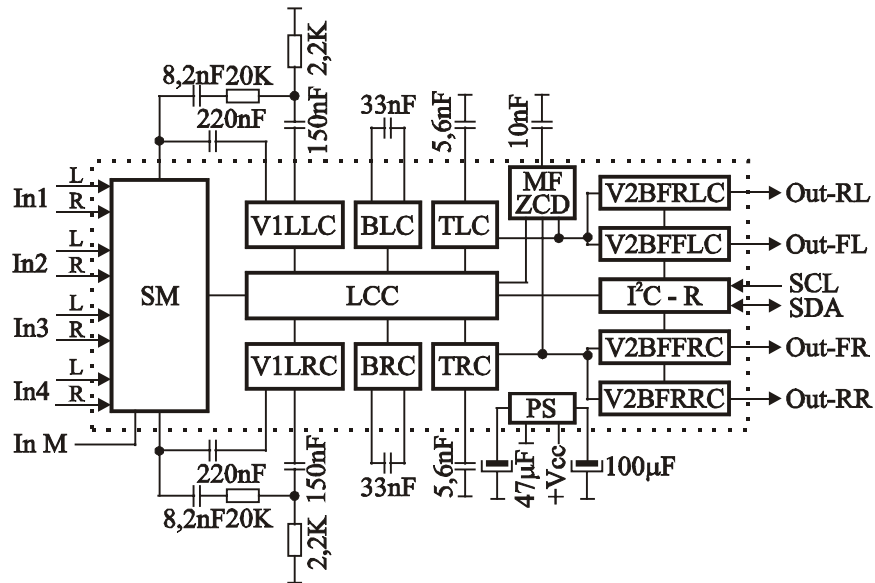 2,2K
8,2nF 20K
220nF
150nF
33nF
5,6nF
10nF
In1 L
R
In2 L
R
In3 L
R
In4 L
R
In M
SM
V1LLC
BLC
TLC
MF
ZCD
V2BFRLC
V2BFFLC
LCC
I²C - R
V1LRC
BRC
TRC
V2BFFRC
V2BFRRC
PS
Out-RL
Out-FL
SCL
SDA
Out-FR
Out-RR
220nF
8,2nF 20K
150nF
2,2K
33nF
5,6nF
47µF
+Vcc
100µF